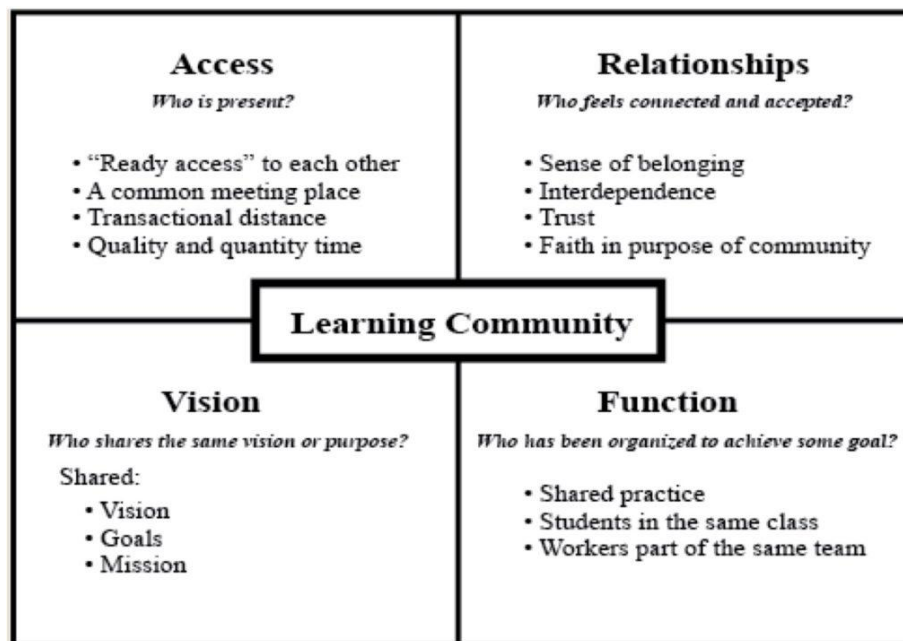 Access
Who is present?
• “Ready access” to each other
• A common meeting place
• Transactional distance
• Quality and quantity time
Relationships
Who feels connected and accepted?
• Sense of belonging
• Interdependence
• Trust
• Faith in purpose of community
Learning Community
Vision
Who shares the same vision or purpose?
Shared:
• Vision
• Goals
• Mission
Function
Who has been organized to achieve some goal?
• Shared practice
• Students in the same class
• Workers part of the same team